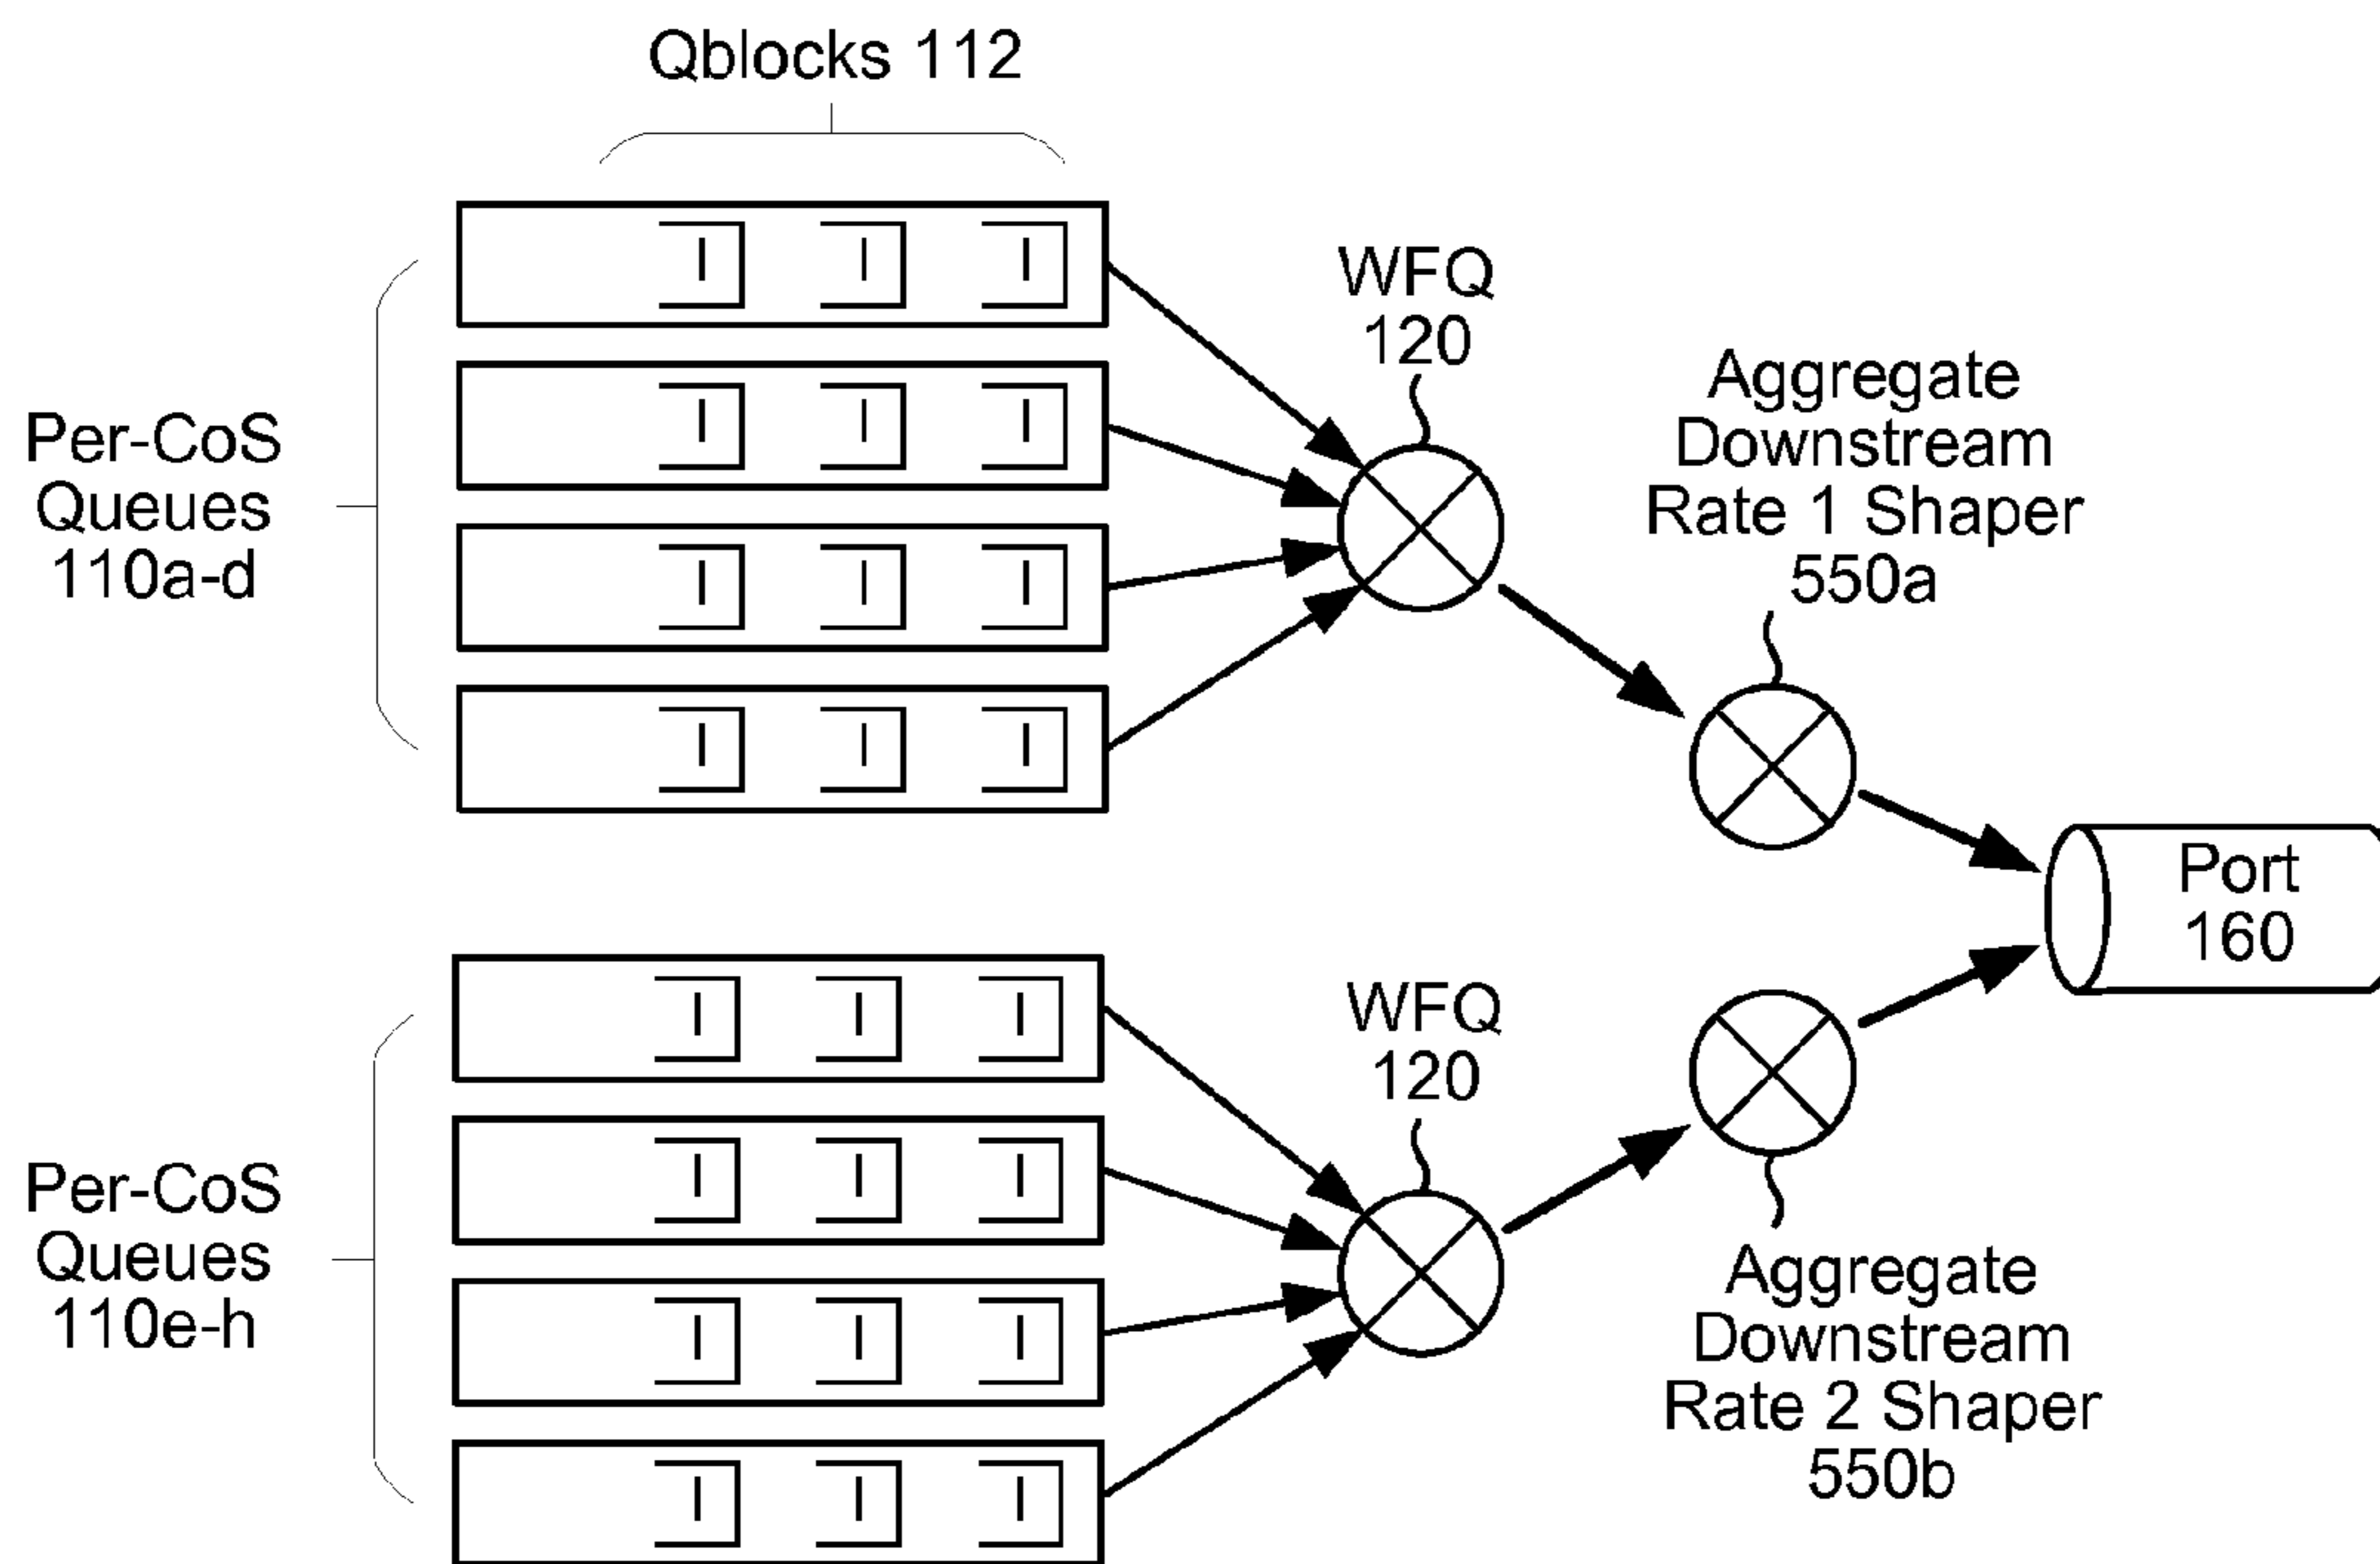 Qblocks 112
WFQ
120
Aggregate
Downstream
Rate 1 Shaper
550a
Per-CoS
Queues
110a-d
Port
160
WFQ
120
Per-CoS
Queues
110e-h
Aggregate
Downstream
Rate 2 Shaper
550b